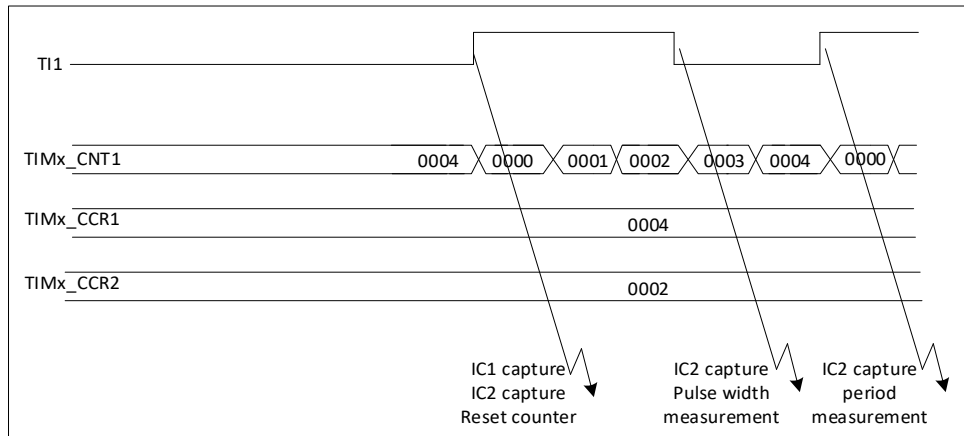 TI1
TIMx_CNT1
0004 0000 0001 0002 0003 0004 0000
TIMx_CCR1
0004
TIMx_CCR2
0002
IC1 capture
IC2 capture
Reset counter
IC2 capture
Pulse width
measurement
IC2 capture
period
measurement